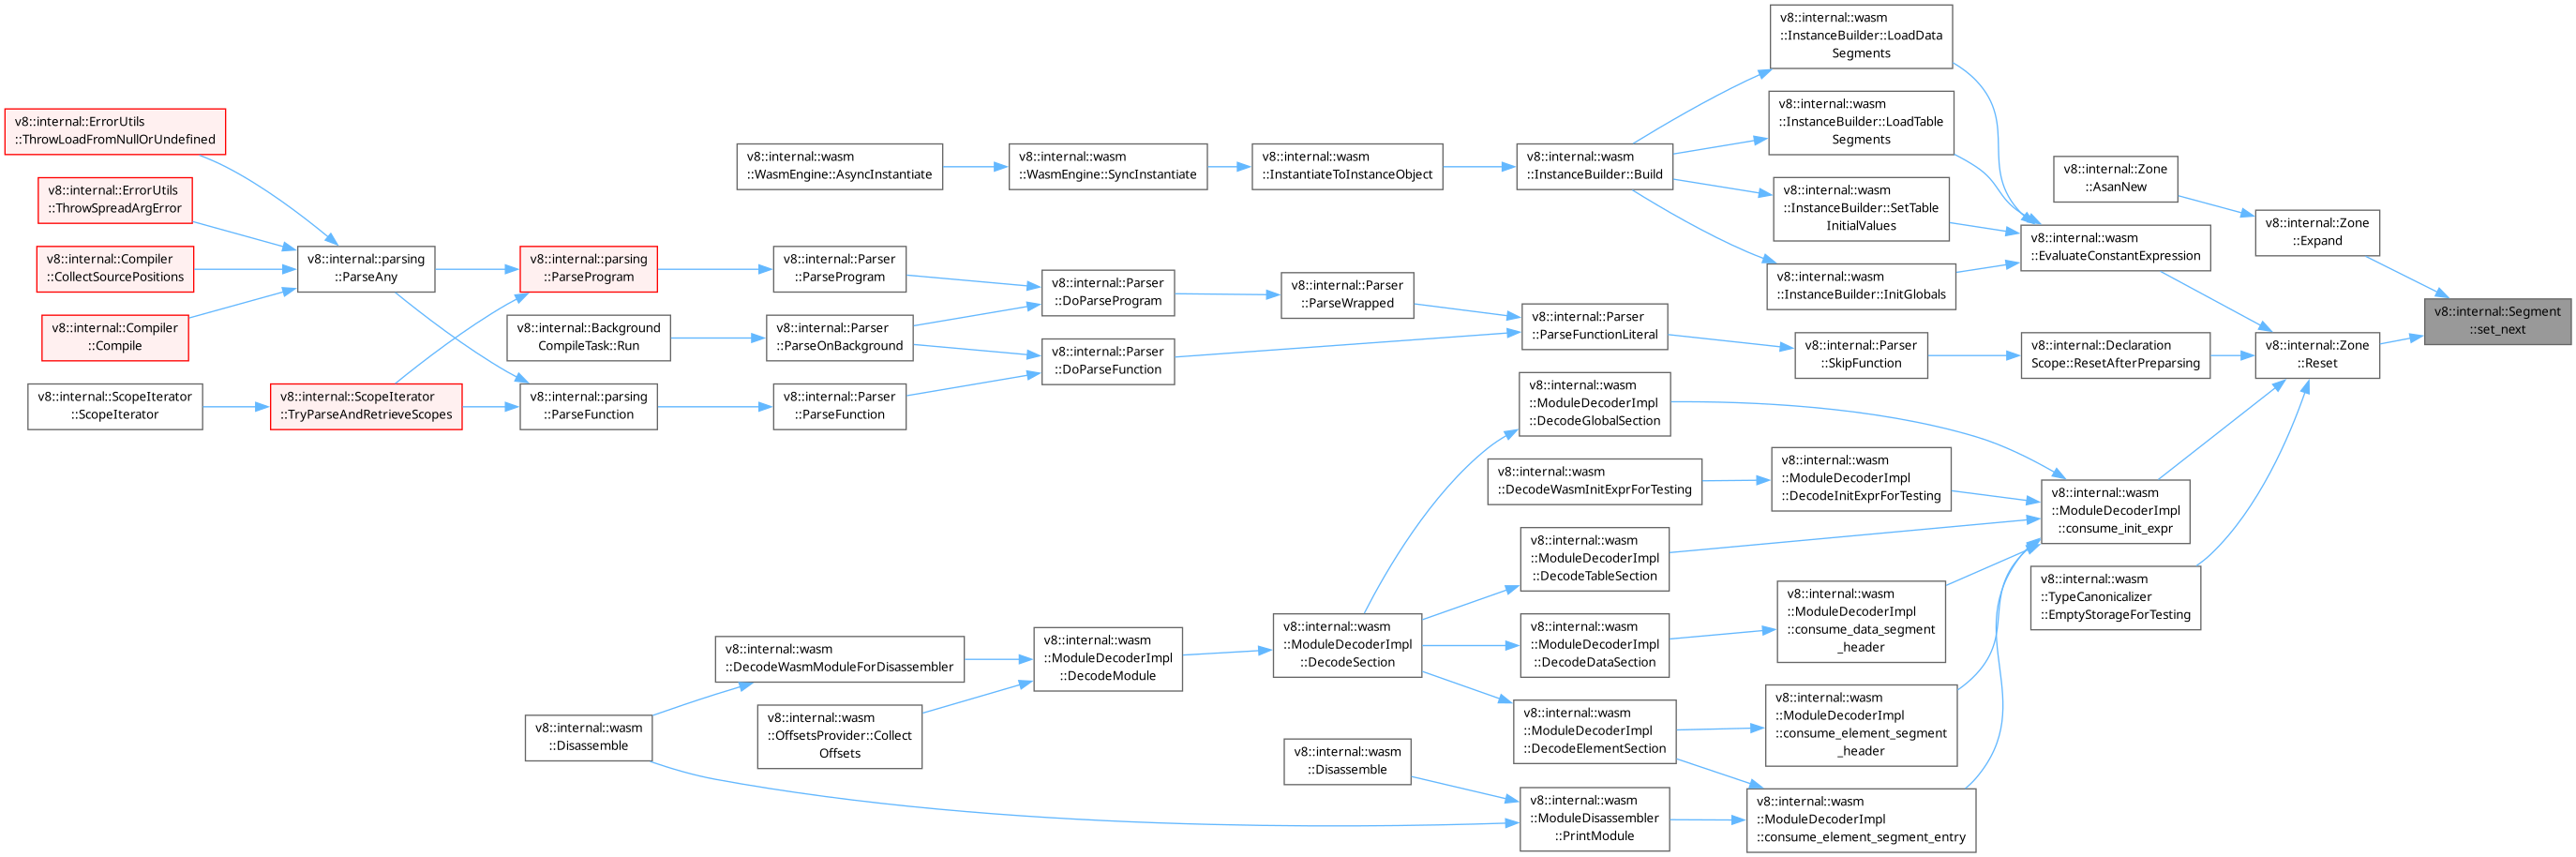 v8::internal::wasm
::InstanceBuilder::LoadData
Segments
v8::internal::ErrorUtils
::ThrowLoadFromNullOrUndefined
v8::internal::wasm
::InstanceBuilder::LoadTable
Segments
v8::internal::wasm
::WasmEngine::AsyncInstantiate
v8::internal::wasm
::WasmEngine::SyncInstantiate
v8::internal::wasm
::InstantiateToInstanceObject
v8::internal::wasm
::InstanceBuilder::Build
v8::internal::Zone
::AsanNew
v8::internal::ErrorUtils
::ThrowSpreadArgError
v8::internal::wasm
::InstanceBuilder::SetTable
InitialValues
v8::internal::Zone
::Expand
v8::internal::wasm
::EvaluateConstantExpression
v8::internal::Compiler
::CollectSourcePositions
v8::internal::parsing
::ParseAny
v8::internal::parsing
::ParseProgram
v8::internal::Parser
::ParseProgram
v8::internal::Parser
::DoParseProgram
v8::internal::Parser
::ParseWrapped
v8::internal::wasm
::InstanceBuilder::InitGlobals
v8::internal::Segment
::set_next
v8::internal::Compiler
::Compile
v8::internal::Background
CompileTask::Run
v8::internal::Parser
::ParseOnBackground
v8::internal::Parser
::DoParseFunction
v8::internal::Parser
::ParseFunctionLiteral
v8::internal::Parser
::SkipFunction
v8::internal::Declaration
Scope::ResetAfterPreparsing
v8::internal::Zone
::Reset
v8::internal::ScopeIterator
::ScopeIterator
v8::internal::ScopeIterator
::TryParseAndRetrieveScopes
v8::internal::parsing
::ParseFunction
v8::internal::Parser
::ParseFunction
v8::internal::wasm
::ModuleDecoderImpl
::DecodeGlobalSection
v8::internal::wasm
::DecodeWasmInitExprForTesting
v8::internal::wasm
::ModuleDecoderImpl
::DecodeInitExprForTesting
v8::internal::wasm
::ModuleDecoderImpl
::consume_init_expr
v8::internal::wasm
::ModuleDecoderImpl
::DecodeTableSection
v8::internal::wasm
::TypeCanonicalizer
::EmptyStorageForTesting
v8::internal::wasm
::ModuleDecoderImpl
::consume_data_segment
_header
v8::internal::wasm
::DecodeWasmModuleForDisassembler
v8::internal::wasm
::ModuleDecoderImpl
::DecodeModule
v8::internal::wasm
::ModuleDecoderImpl
::DecodeSection
v8::internal::wasm
::ModuleDecoderImpl
::DecodeDataSection
v8::internal::wasm
::Disassemble
v8::internal::wasm
::OffsetsProvider::Collect
Offsets
v8::internal::wasm
::ModuleDecoderImpl
::DecodeElementSection
v8::internal::wasm
::ModuleDecoderImpl
::consume_element_segment
_header
v8::internal::wasm
::Disassemble
v8::internal::wasm
::ModuleDisassembler
::PrintModule
v8::internal::wasm
::ModuleDecoderImpl
::consume_element_segment_entry